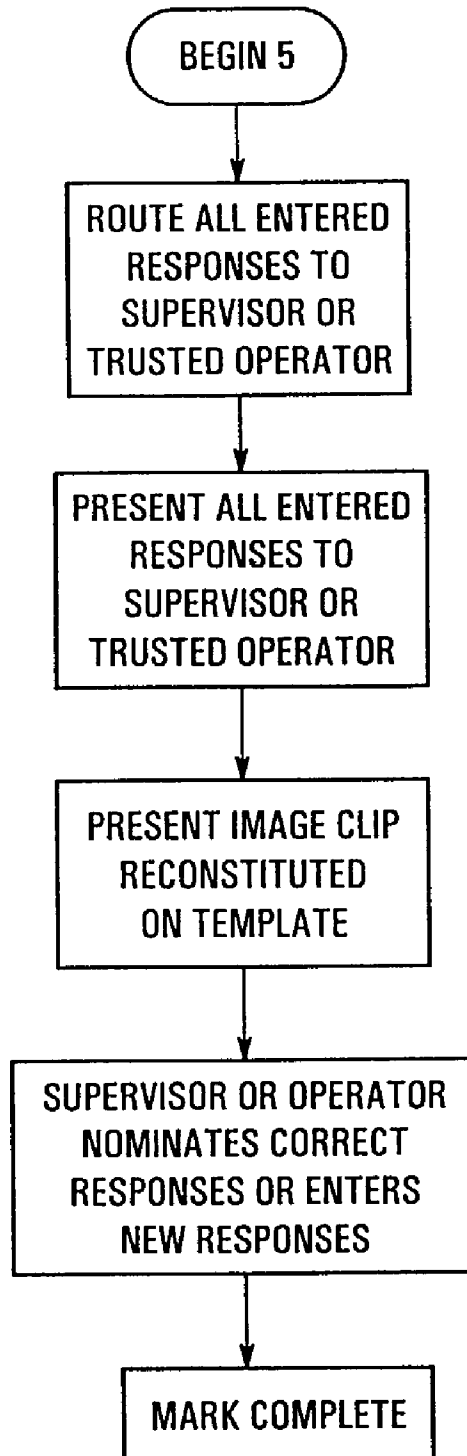 BEGIN 5
ROUTE ALL ENTERED
RESPONSES TO
SUPERVISOR OR
TRUSTED OPERATOR
PRESENT ALL ENTERED
RESPONSES TO
SUPERVISOR OR
TRUSTED OPERATOR
PRESENT IMAGE CLIP
RECONSTITUTED
ON TEMPLATE
SUPERVISOR OR OPERATOR
NOMINATES CORRECT
RESPONSES OR ENTERS
NEW RESPONSES
MARK COMPLETE